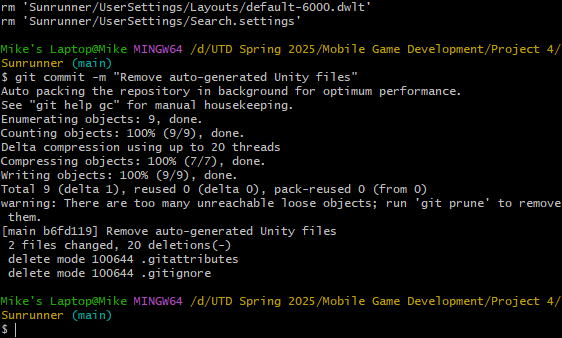 rm 'Sunrunner/UserSettings/Layouts/default-6000.dwlt'
rm 'Sunrunner/UserSettings/Search.settings'
Mike's Laptop@Mike MINGW64 /d/UTD Spring 2025/Mobile Game Development/Project 4/
Sunrunner (main)
$ git commit -m "Remove auto-generated Unity files"
Auto packing the repository in background for optimum performance.
See "git help gc" for manual housekeeping.
Enumerating objects: 9, done.
Counting objects: 100% (9/9), done.
Delta compression using up to 20 threads
Compressing objects: 100% (7/7), done.
Writing objects: 100% (9/9), done.
Total 9 (delta 1), reused 0 (delta 0), pack-reused 0 (from 0)
warning: There are too many unreachable loose objects; run 'git prune' to remove
 them.
[main b6fd119] Remove auto-generated Unity files
 2 files changed, 20 deletions(-)
 delete mode 100644 .gitattributes
 delete mode 100644 .gitignore
Mike's Laptop@Mike MINGW64 /d/UTD Spring 2025/Mobile Game Development/Project 4/
Sunrunner (main)
$